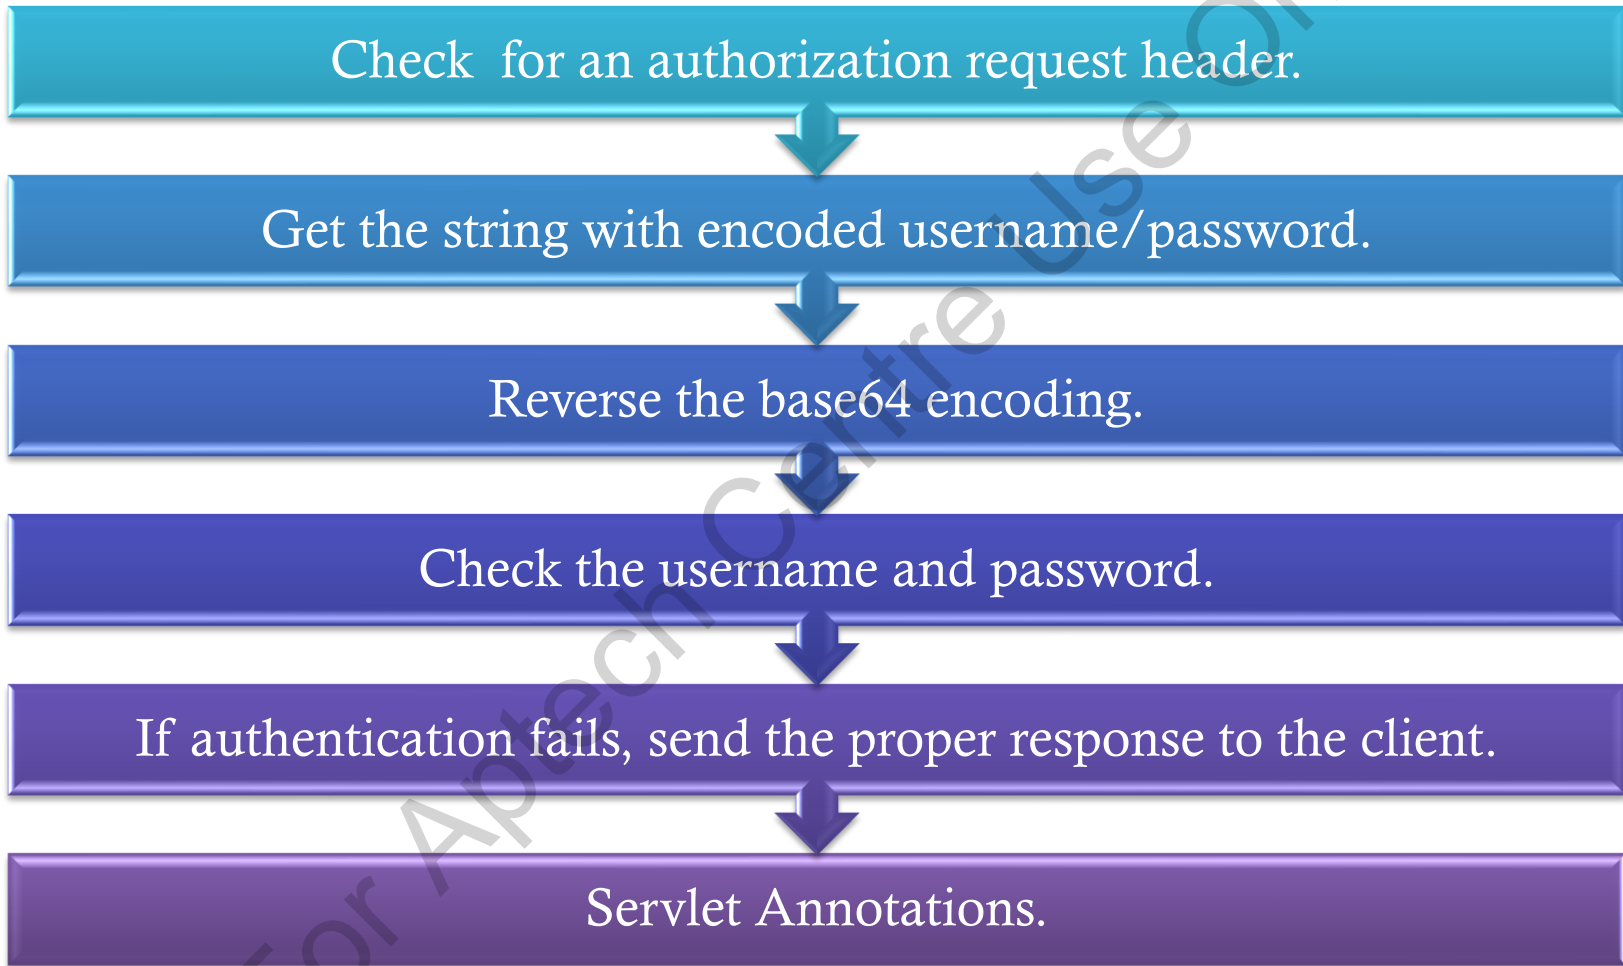 Check for an authorization request header.
Get the string with encoded username/password.
Reverse the base64 encoding.
Check the username and password.
If authentication fails, send the proper response to the client.
Servlet Annotations.
For Aptech Centre Use